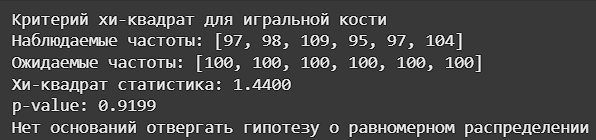 Критерий хи-квадрат для игральной кости
Наблюдаемые частоты: [97, 98, 109, 95, 97, 104]
Ожидаемые частоты: [100, 100, 100, 100, 100, 100]
Хи-квадрат статистика: 1.4400
p-value: 0.9199
Нет оснований отвергать гипотезу о равномерном распределении